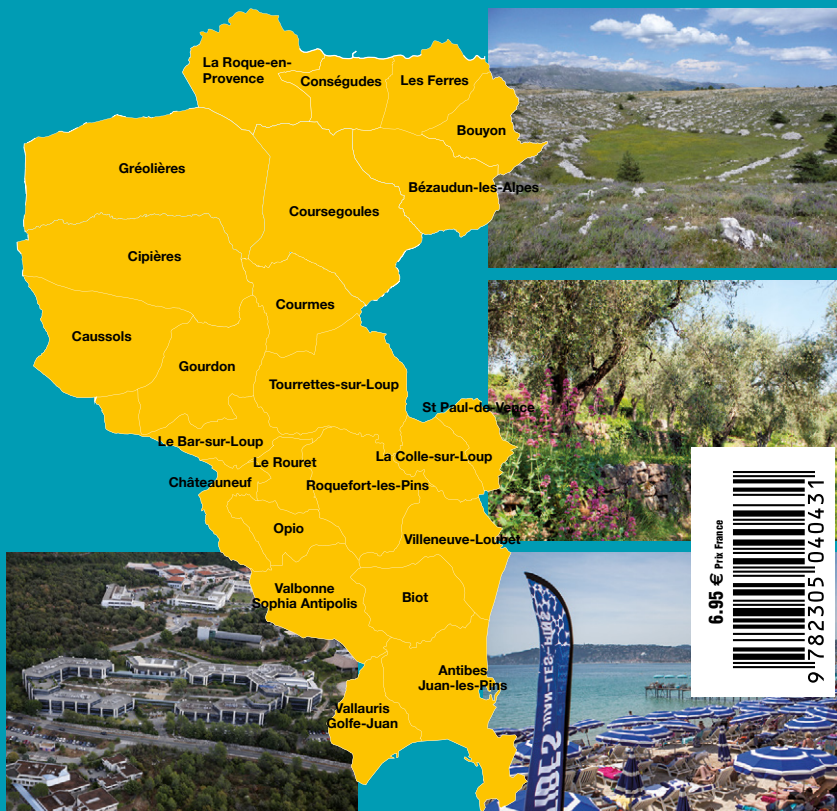 La Roque-en-
Provence
Conségudes
Les Ferres
Bouyon
Gréolières
Bézaudun-les-Alpes
Coursegoules
Cipières
Courmes
Caussols
Gourdon
Tourrettes-sur-Loup
St Paul-de-Vence
Le Bar-sur-Loup
La Colle-sur-Loup
Le Rouret
Châteauneuf
Roquefort-les-Pins
Opio
Villeneuve-Loubet
Valbonne
Sophia Antipolis
Biot
Antibes
Juan-les-Pins
Vallauris
Golfe-Juan
6.95 € Prix France
9 782305 040431